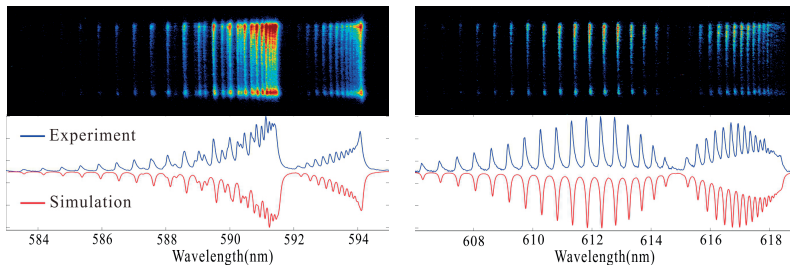 Experiment
Simulation
584 586 588 590 592 594
Wavelength(nm)
608 610 612 614 616 618
Wavelength(nm)